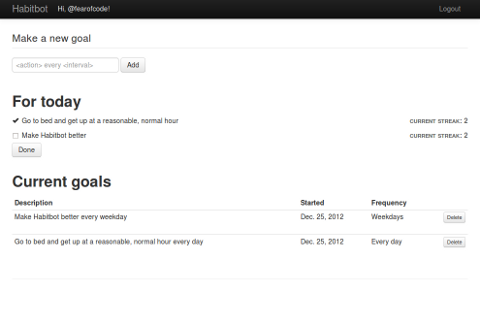 Habitbot Hi, @fearofcode! Logout
Make a new goal
<action> every <interval> Add
For today
Go to bed and get up at a reasonable, normal hour CURRENT STREAK: 2
Make Habitbot better CURRENT STREAK: 2
Done
Current goals
Description Started Frequency
Make Habitbot better every weekday Dec. 25, 2012 Weekdays Delete
Go to bed and get up at a reasonable, normal hour every day Dec. 25, 2012 Every day Delete